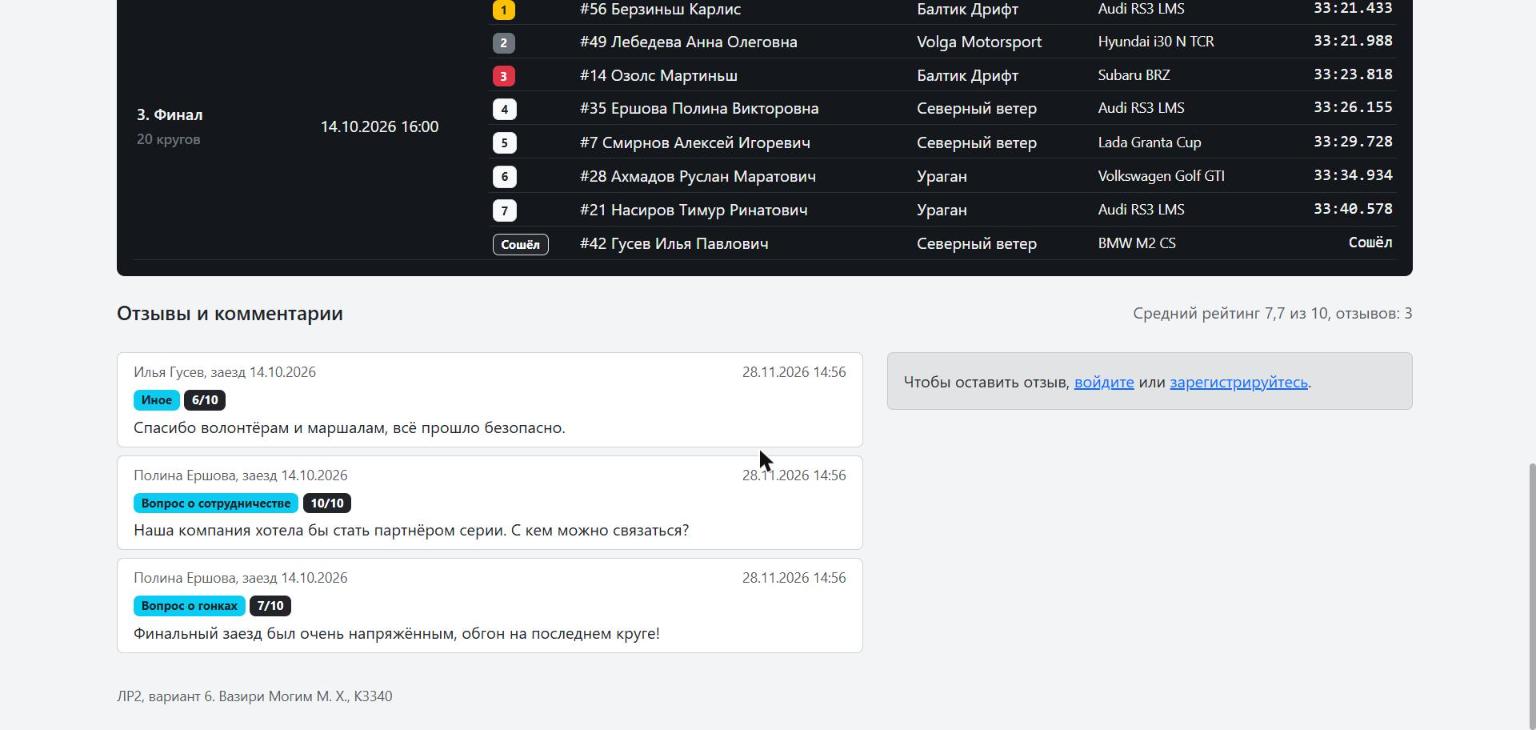 1 #56 Берзиньш Карлис Балтик Дрифт Audi RS3 LMS 33:21.433
2 #49 Лебедева Анна Олеговна Volga Motorsport Hyundai i30 N TCR 33:21.988
3 #14 Озолс Мартиньш Балтик Дрифт Subaru BRZ 33:23.818
4 #35 Ершова Полина Викторовна Северный ветер Audi RS3 LMS 33:26.155
3. Финал
20 кругов
14.10.2026 16:00
5 #7 Смирнов Алексей Игоревич Северный ветер Lada Granta Cup 33:29.728
6 #28 Ахмадов Руслан Маратович Ураган Volkswagen Golf GTI 33:34.934
7 #21 Насиров Тимур Ринатович Ураган Audi RS3 LMS 33:40.578
Сошёл #42 Гусев Илья Павлович Северный ветер BMW M2 CS Сошёл
Отзывы и комментарии Средний рейтинг 7,7 из 10, отзывов: 3
Илья Гусев, заезд 14.10.2026 28.11.2026 14:56
Иное 6/10
Спасибо волонтёрам и маршалам, всё прошло безопасно.
Чтобы оставить отзыв, войдите или зарегистрируйтесь.
Полина Ершова, заезд 14.10.2026 28.11.2026 14:56
Вопрос о сотрудничестве 10/10
Наша компания хотела бы стать партнёром серии. С кем можно связаться?
Полина Ершова, заезд 14.10.2026 28.11.2026 14:56
Вопрос о гонках 7/10
Финальный заезд был очень напряжённым, обгон на последнем круге!
ЛР2, вариант 6. Вазири Могим М. Х., К3340